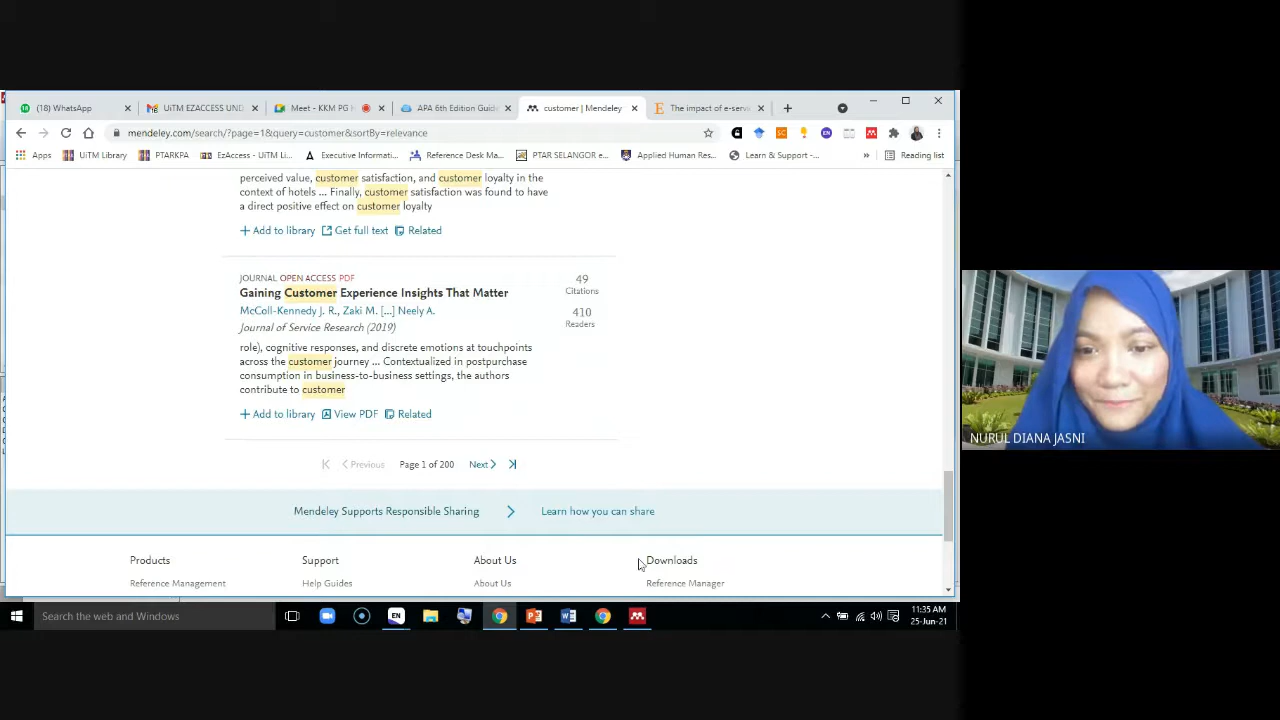 (18) WhatsApp
UiTM EZACCESS UND
Meet - KKM PG H
APA 6th Edition Guide
customer | Mendeley
The impact of e-servi
mendeley.com/search/?page=1&query=customer&sortBy=relevance
Apps
UiTM Library
PTARKPA
EzAccess - UiTM Li...
Executive Informati...
Reference Desk Ma...
PTAR SELANGOR e...
Applied Human Res...
Learn & Support -...
»
Reading list
perceived value, customer satisfaction, and customer loyalty in the
context of hotels ... Finally, customer satisfaction was found to have
a direct positive effect on customer loyalty
+ Add to library Get full text Related
JOURNAL OPEN ACCESS PDF
Gaining Customer Experience Insights That Matter
McColl-Kennedy J. R., Zaki M. [...] Neely A.
Journal of Service Research (2019)
49
Citations
410
Readers
role), cognitive responses, and discrete emotions at touchpoints
across the customer journey ... Contextualized in postpurchase
consumption in business-to-business settings, the authors
contribute to customer
+ Add to library View PDF Related
Previous Page 1 of 200 Next
Mendeley Supports Responsible Sharing
Learn how you can share
Products
Support
About Us
Downloads
Reference Management
Help Guides
About Us
Reference Manager
Search the web and Windows
EN
11:35 AM
25-Jun-21
NURUL DIANA JASNI